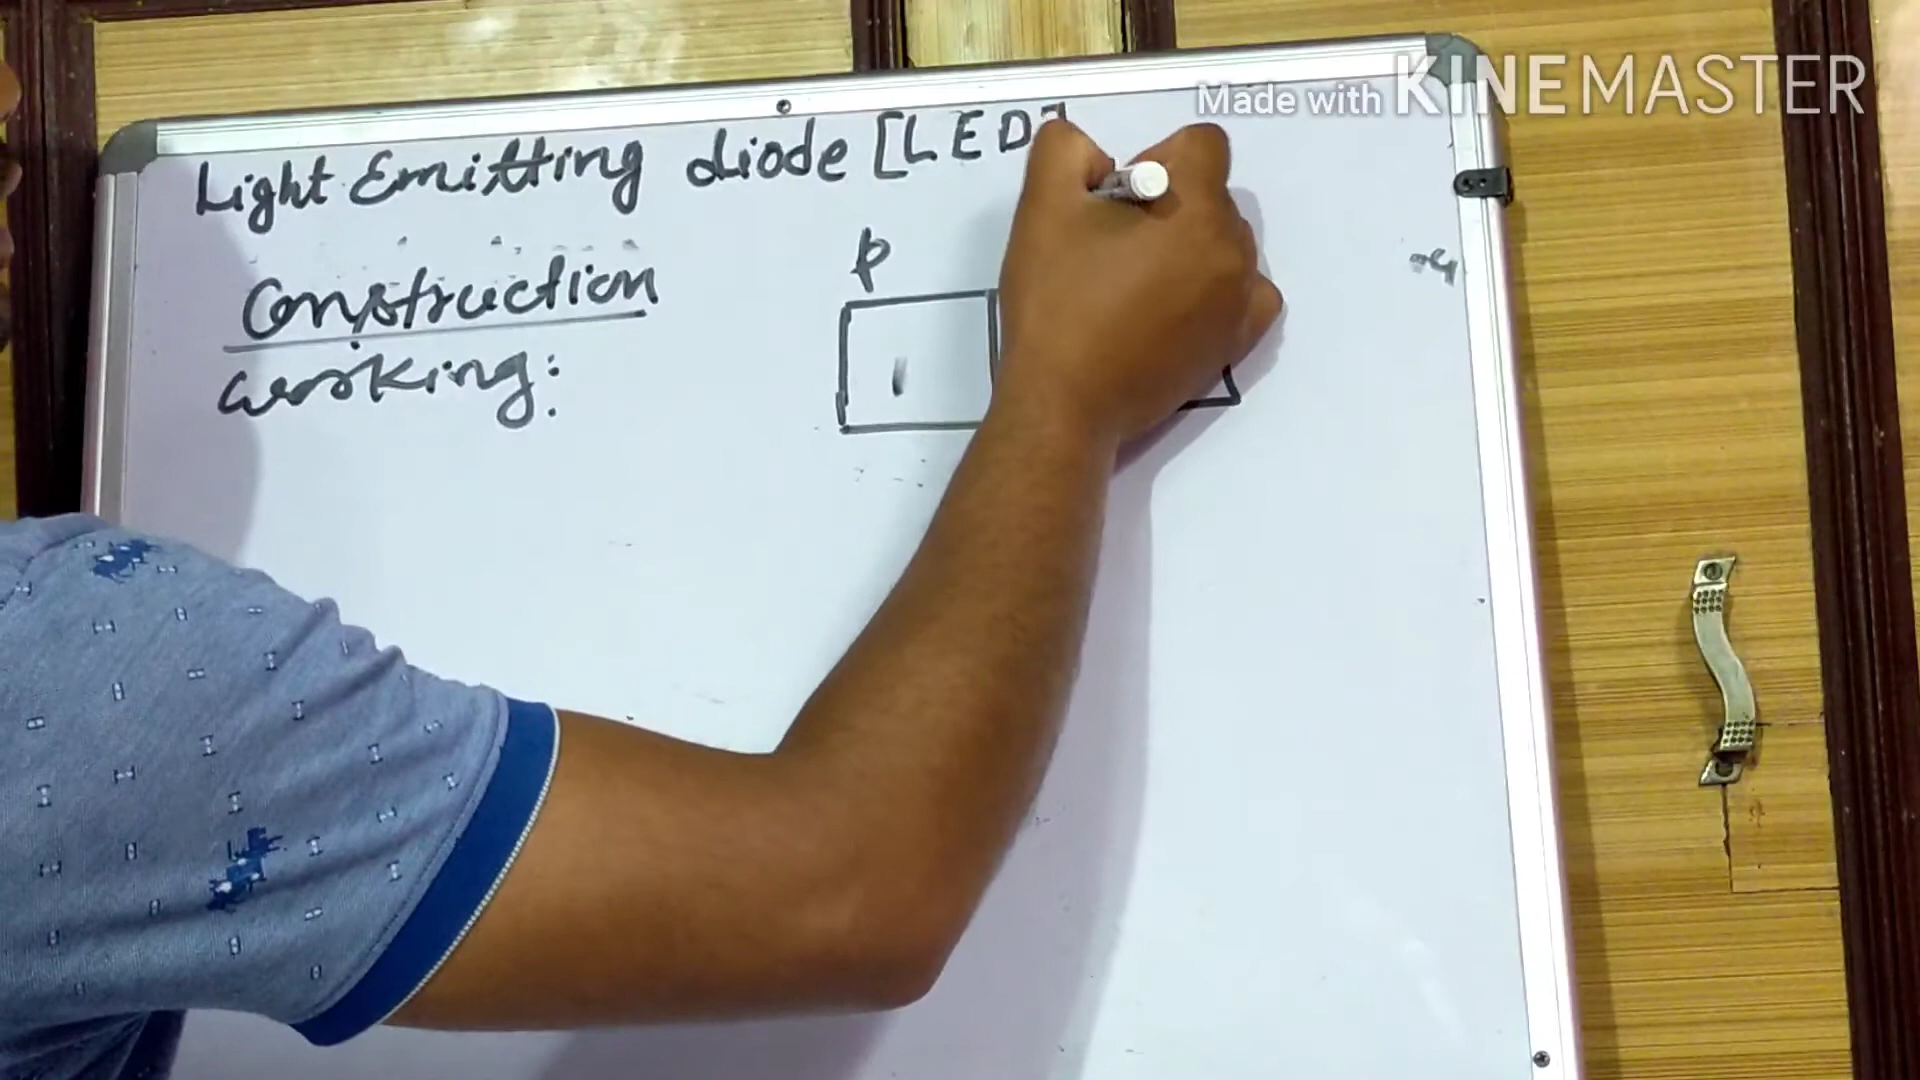 Made with KINEMASTER
Light Emitting diode [LED]
P
Construction
working: